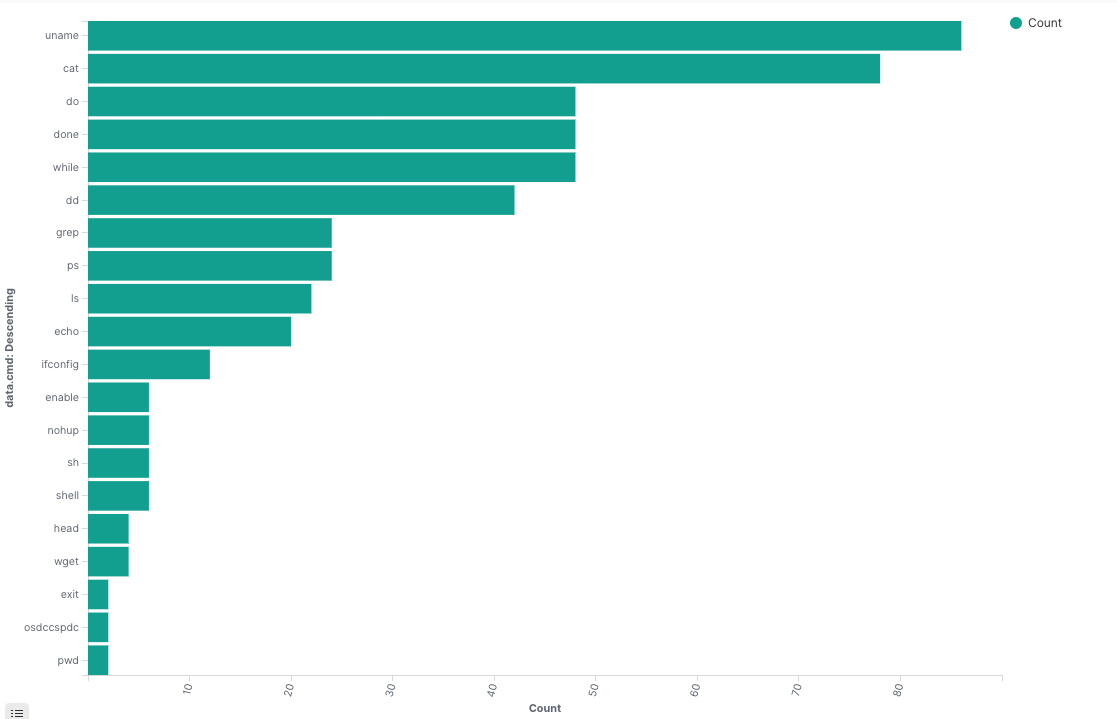 Count
uname
cat
do
done
while
dd
grep
ps
ls
echo
ifconfig
enable
nohup
sh
shell
head
wget
exit
osdccspdc
pwd
data.cmd: Descending
10
20
30
40
50
60
70
80
Count